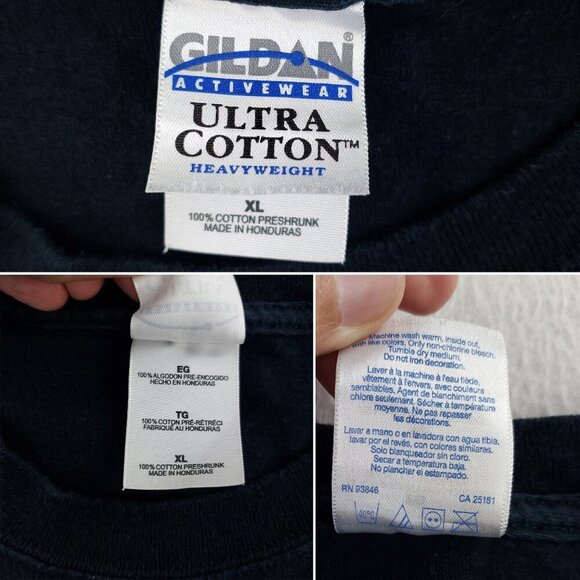 GILDAN®
ACTIVEWEAR
ULTRA
COTTON™
HEAVYWEIGHT
XL
100% COTTON PRESHRUNK
MADE IN HONDURAS
EG
100% ALGODON PRE-ENCOGIDO
HECHO EN HONDURAS
TG
100% COTON PRÉ-RÉTRÉCI
FABRIQUÉ AU HONDURAS
XL
100% COTTON PRESHRUNK
MADE IN HONDURAS
Machine wash warm, inside out,
with like colors. Only non-chlorine bleach.
Tumble dry medium.
Do not iron decoration.
Laver à la machine à l'eau tiède,
vêtement à l'envers, avec couleurs
semblables. Agent de blanchiment sans
chlore seulement. Sécher à température
moyenne. Ne pas repasser
les décorations.
Lavar a mano o en lavadora con agua tibia,
lavar por el revés, con colores similares.
Solo blanqueador sin cloro.
Secar a temperatura baja.
No planchar el estampado.
RN 93846 CA 25181
40°C